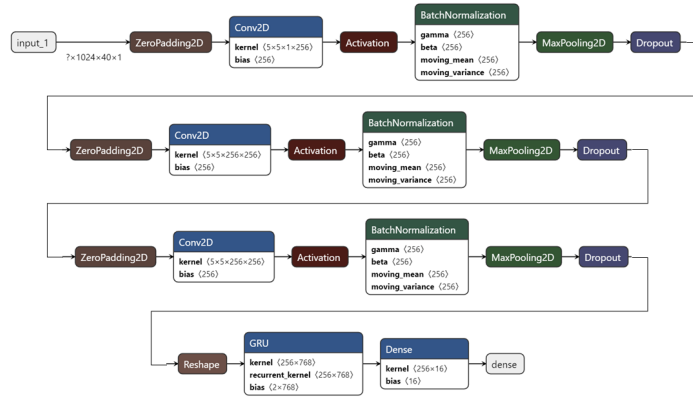 input_1
?×1024×40×1
ZeroPadding2D
Conv2D
kernel ⟨5×5×1×256⟩
bias ⟨256⟩
Activation
BatchNormalization
gamma ⟨256⟩
beta ⟨256⟩
moving_mean ⟨256⟩
moving_variance ⟨256⟩
MaxPooling2D
Dropout
ZeroPadding2D
Conv2D
kernel ⟨5×5×256×256⟩
bias ⟨256⟩
Activation
BatchNormalization
gamma ⟨256⟩
beta ⟨256⟩
moving_mean ⟨256⟩
moving_variance ⟨256⟩
MaxPooling2D
Dropout
ZeroPadding2D
Conv2D
kernel ⟨5×5×256×256⟩
bias ⟨256⟩
Activation
BatchNormalization
gamma ⟨256⟩
beta ⟨256⟩
moving_mean ⟨256⟩
moving_variance ⟨256⟩
MaxPooling2D
Dropout
Reshape
GRU
kernel ⟨256×768⟩
recurrent_kernel ⟨256×768⟩
bias ⟨2×768⟩
Dense
kernel ⟨256×16⟩
bias ⟨16⟩
dense